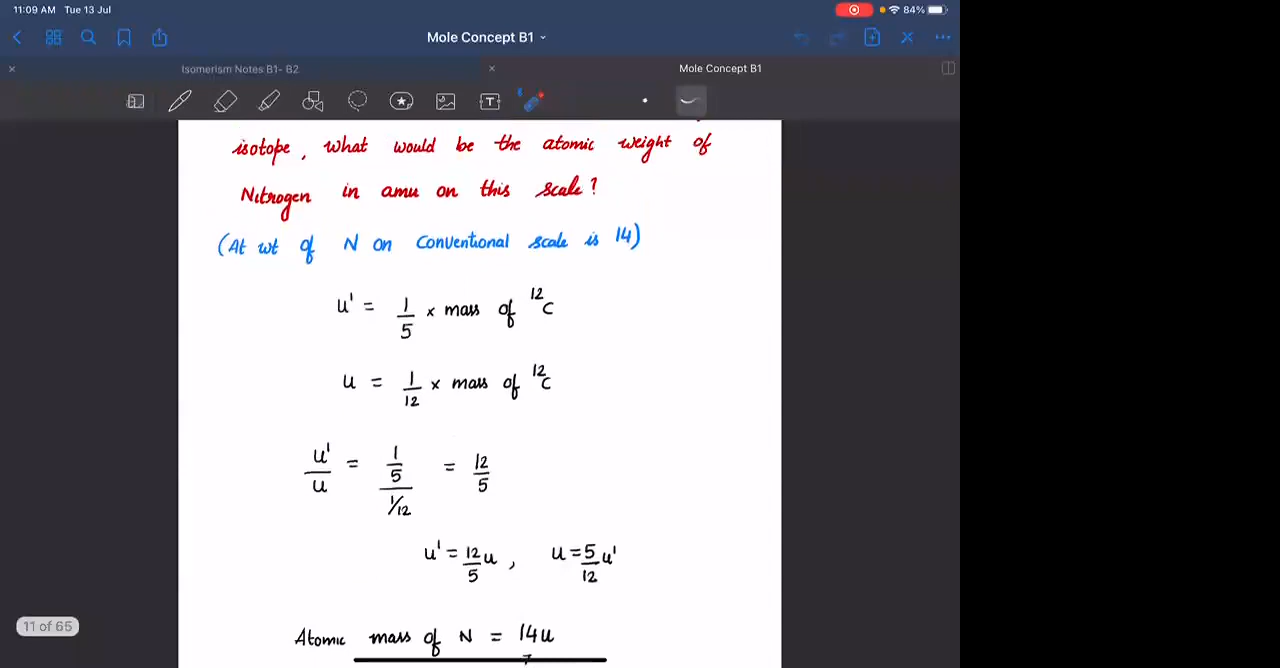 11:09 AM Tue 13 Jul
84%
Mole Concept B1
Isomerism Notes B1- B2
Mole Concept B1
isotope, what would be the atomic weight of
Nitrogen in amu on this scale?
(At wt of N on Conventional scale is 14)
u' = 1/5 × mass of ¹²C
u = 1/12 × mass of ¹²C
u'/u = (1/5)/(1/12) = 12/5
u' = 12/5 u , u = 5/12 u'
11 of 65
Atomic mass of N = 14u